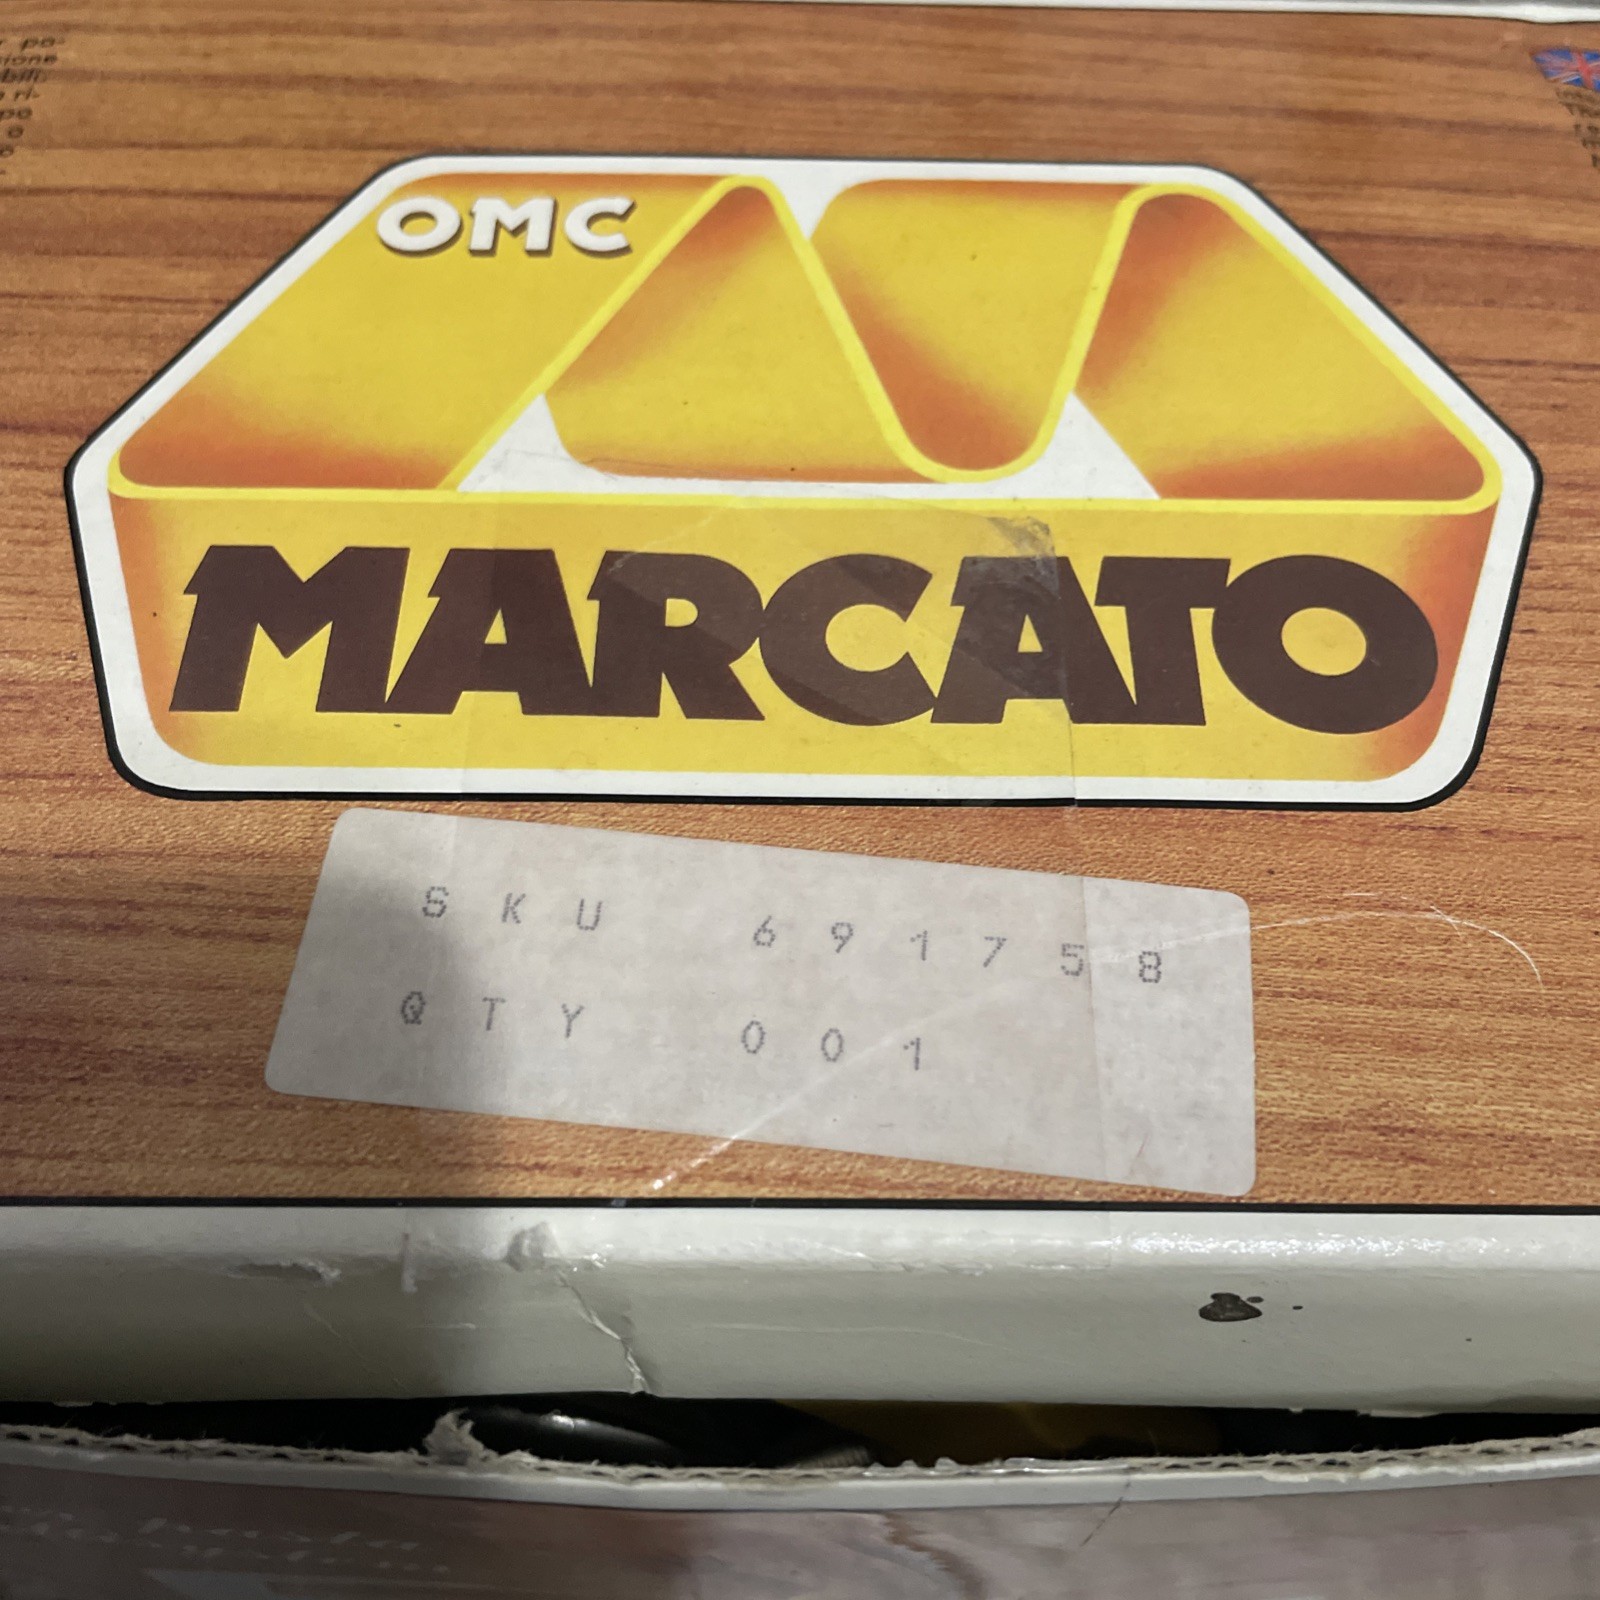 OMC
MARCATO
SKU 691758
QTY 001